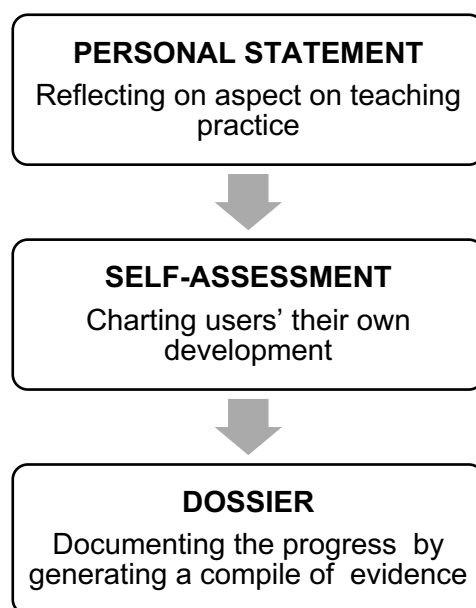 PERSONAL STATEMENT
Reflecting on aspect on teaching
practice
SELF-ASSESSMENT
Charting users’ their own
development
DOSSIER
Documenting the progress by
generating a compile of evidence